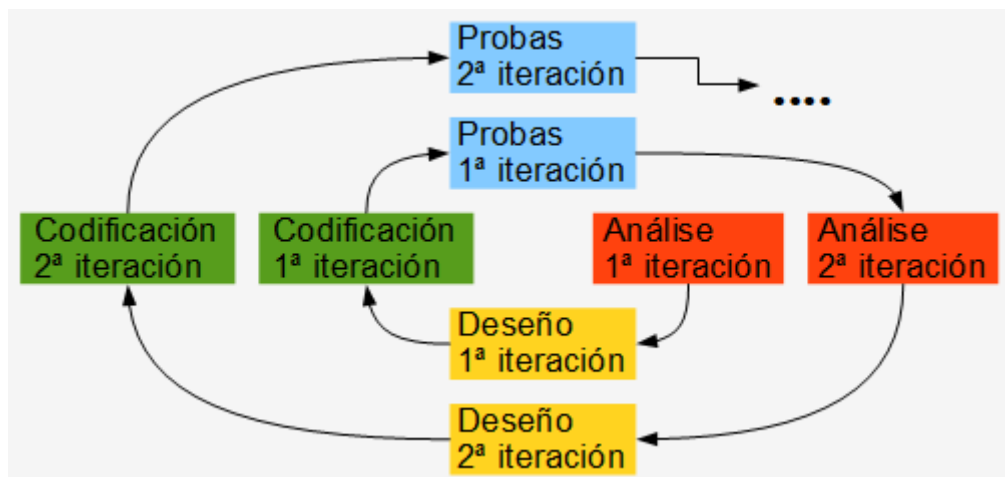 Probas
2ª iteración
....
Probas
1ª iteración
Codificación
2ª iteración
Codificación
1ª iteración
Análise
1ª iteración
Análise
2ª iteración
Deseño
1ª iteración
Deseño
2ª iteración